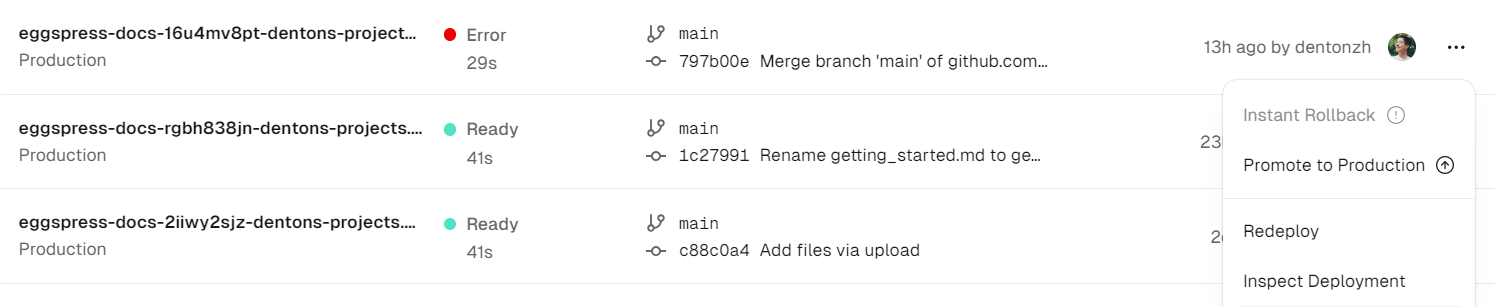 eggspress-docs-16u4mv8pt-dentons-project...
Error
main
13h ago by dentonzh
Production
29s
797b00e Merge branch 'main' of github.com...
Instant Rollback
eggspress-docs-rgbh838jn-dentons-projects....
Ready
main
23
Production
41s
1c27991 Rename getting_started.md to ge...
Promote to Production
eggspress-docs-2iiwy2sjz-dentons-projects....
Ready
main
Redeploy
Production
41s
c88c0a4 Add files via upload
Inspect Deployment